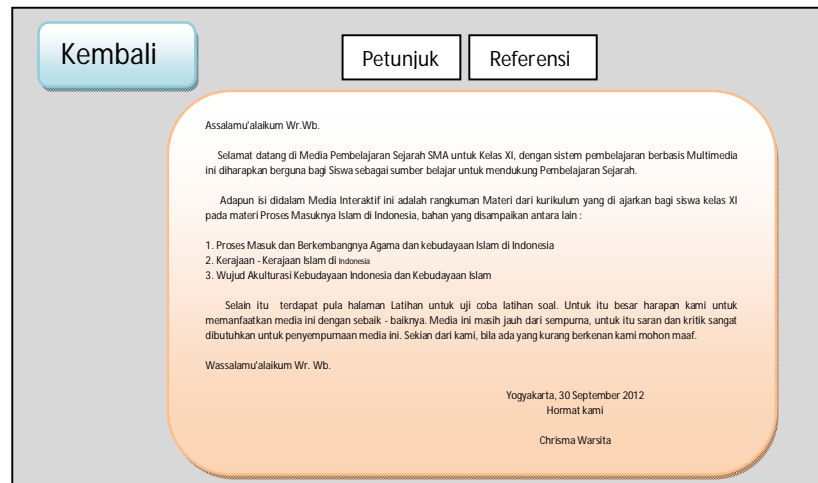 Kembali
Petunjuk
Referensi
Assalamu'alaikum Wr.Wb.
Selamat datang di Media Pembelajaran Sejarah SMA untuk Kelas XI, dengan sistem pembelajaran berbasis Multimedia
ini diharapkan berguna bagi Siswa sebagai sumber belajar untuk mendukung Pembelajaran Sejarah.
Adapun isi didalam Media Interaktif ini adalah rangkuman Materi dari kurikulum yang di ajarkan bagi siswa kelas XI
pada materi Proses Masuknya Islam di Indonesia, bahan yang disampaikan antara lain :
1. Proses Masuk dan Berkembangnya Agama dan kebudayaan Islam di Indonesia
2. Kerajaan - Kerajaan Islam di Indonesia
3. Wujud Akulturasi Kebudayaan Indonesia dan Kebudayaan Islam
Selain itu terdapat pula halaman Latihan untuk uji coba latihan soal. Untuk itu besar harapan kami untuk
memanfaatkan media ini dengan sebaik - baiknya. Media ini masih jauh dari sempurna, untuk itu saran dan kritik sangat
dibutuhkan untuk penyempurnaan media ini. Sekian dari kami, bila ada yang kurang berkenan kami mohon maaf.
Wassalamu'alaikum Wr. Wb.
Yogyakarta, 30 September 2012
Hormat kami
Chrisma Warsita